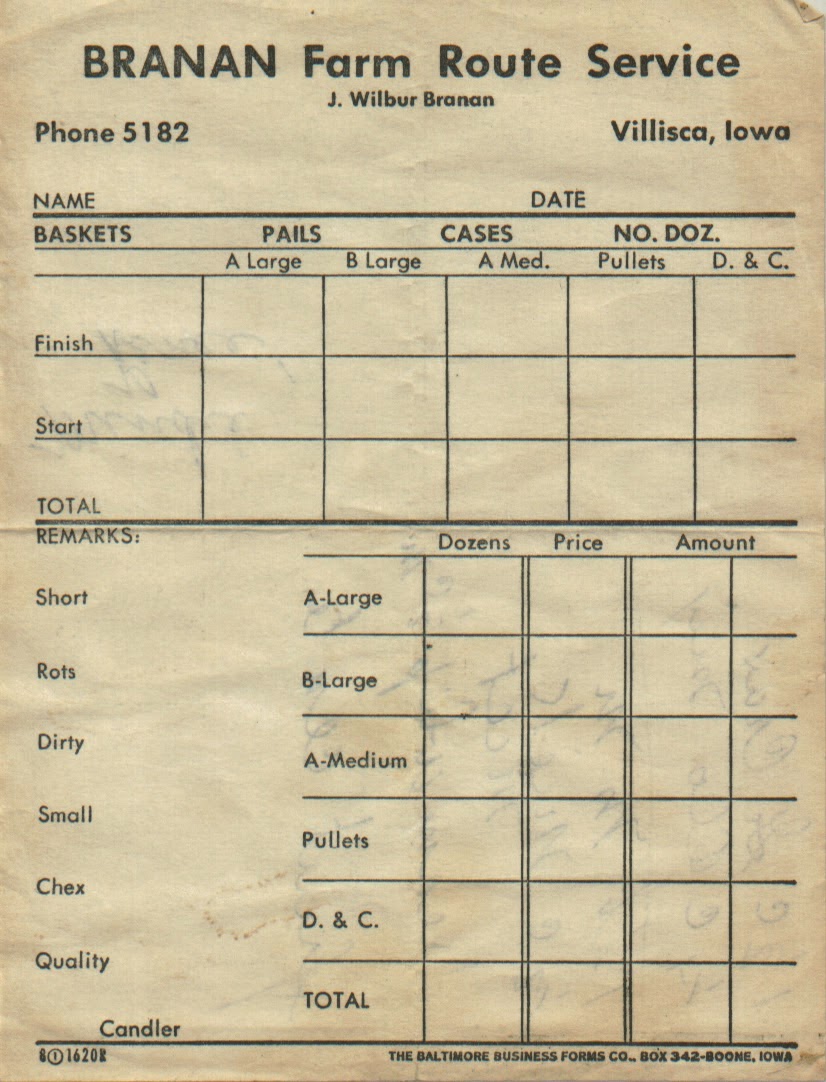 BRANAN Farm Route Service
J. Wilbur Branan
Phone 5182 Villisca, Iowa
NAME DATE
BASKETS PAILS CASES NO. DOZ.
A Large B Large A Med. Pullets D. & C.
Finish
Start
TOTAL
REMARKS: Dozens Price Amount
Short A-Large
Rots B-Large
Dirty A-Medium
Small Pullets
Chex D. & C.
Quality TOTAL
Candler
THE BALTIMORE BUSINESS FORMS CO., BOX 342-BOONE, IOWA